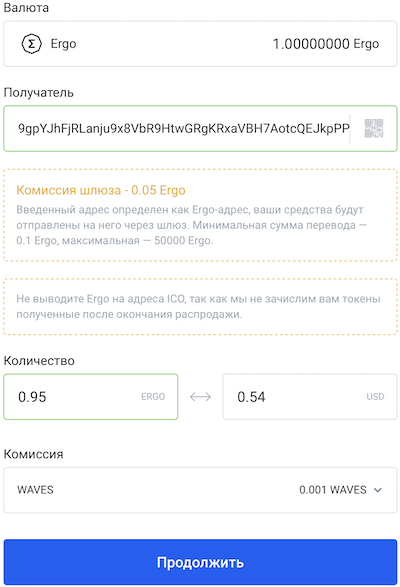 Валюта
Ergo 1.00000000 Ergo
Получатель
9gpYJhFjRLanju9x8VbR9HtwGRgKRxaVBH7AotcQEJkpPP
Комиссия шлюза - 0.05 Ergo
Введенный адрес определен как Ergo-адрес, ваши средства будут
отправлены на него через шлюз. Минимальная сумма перевода —
0.1 Ergo, максимальная — 50000 Ergo.
Не выводите Ergo на адреса ICO, так как мы не зачислим вам токены
полученные после окончания распродажи.
Количество
0.95 ERGO 0.54 USD
Комиссия
WAVES 0.001 WAVES
Продолжить